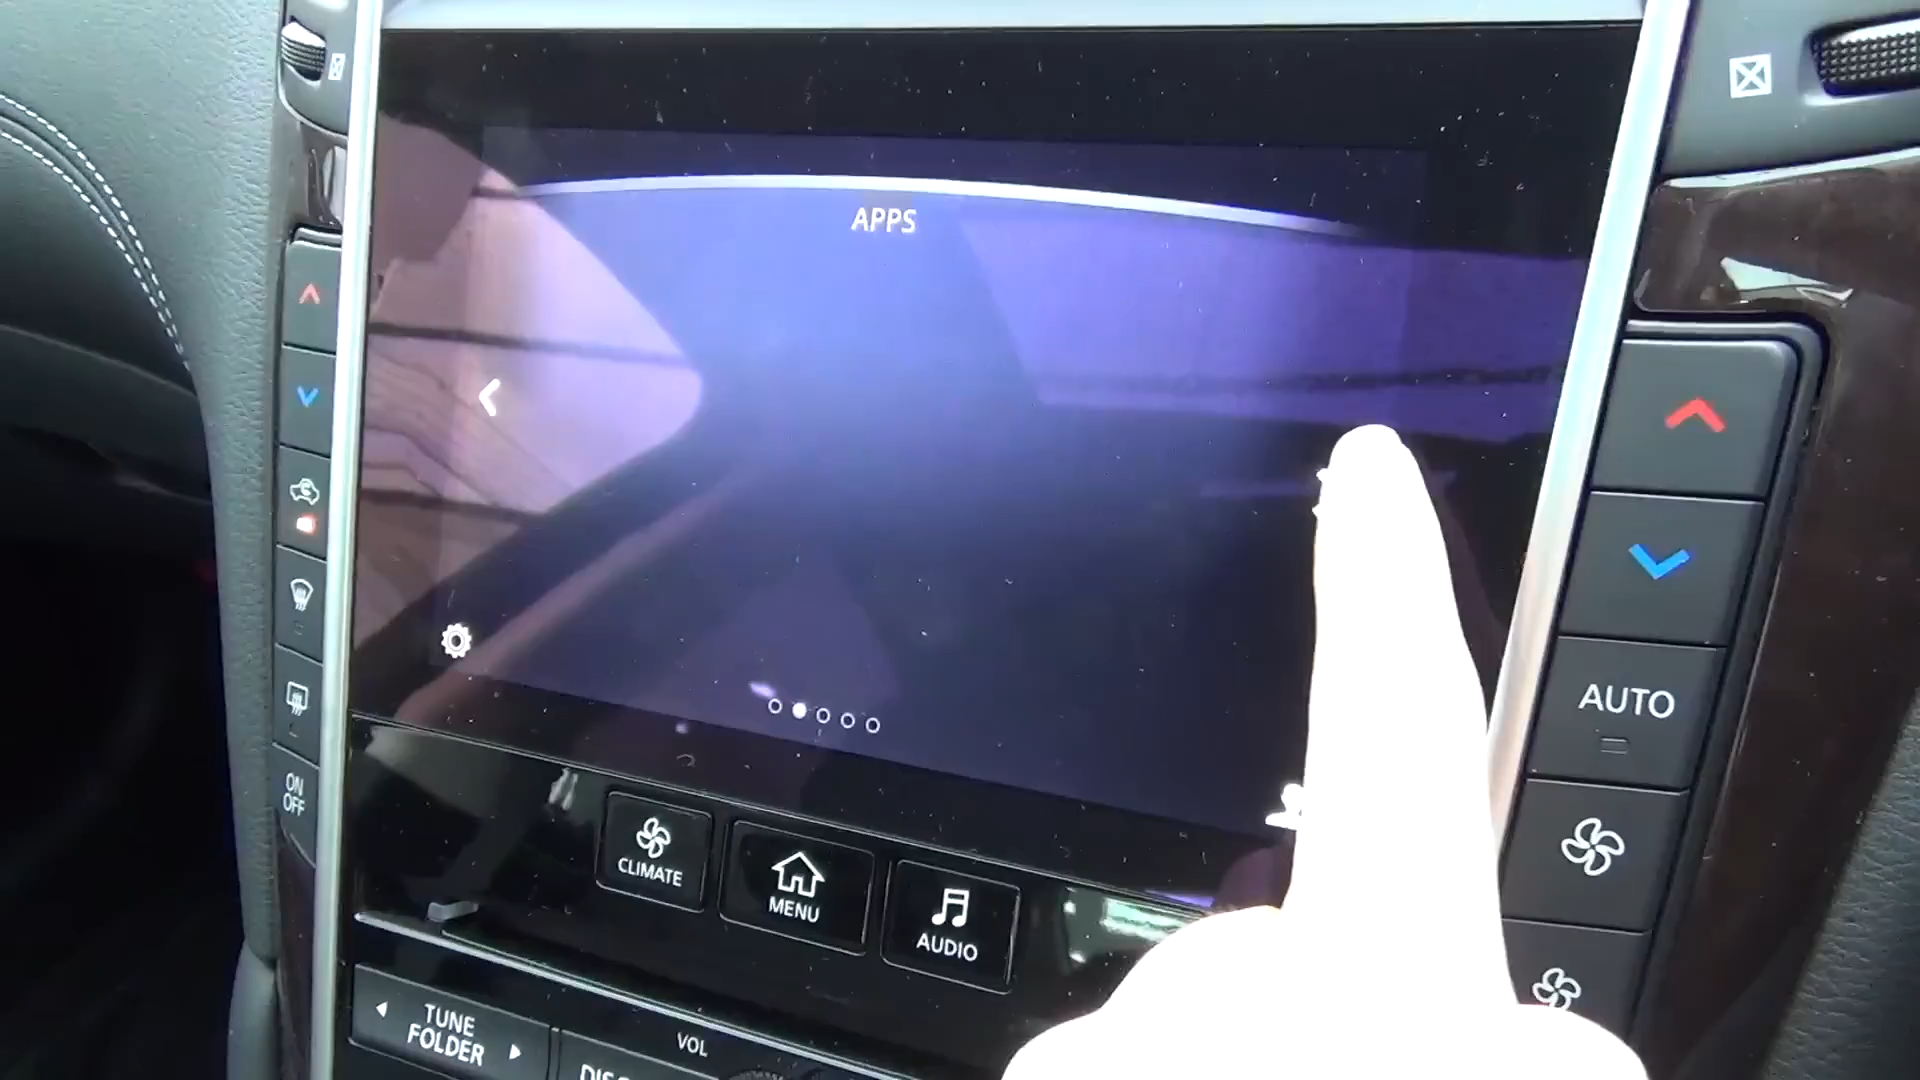 APPS
AUTO
ON
OFF
CLIMATE
MENU
AUDIO
TUNE
FOLDER
VOL